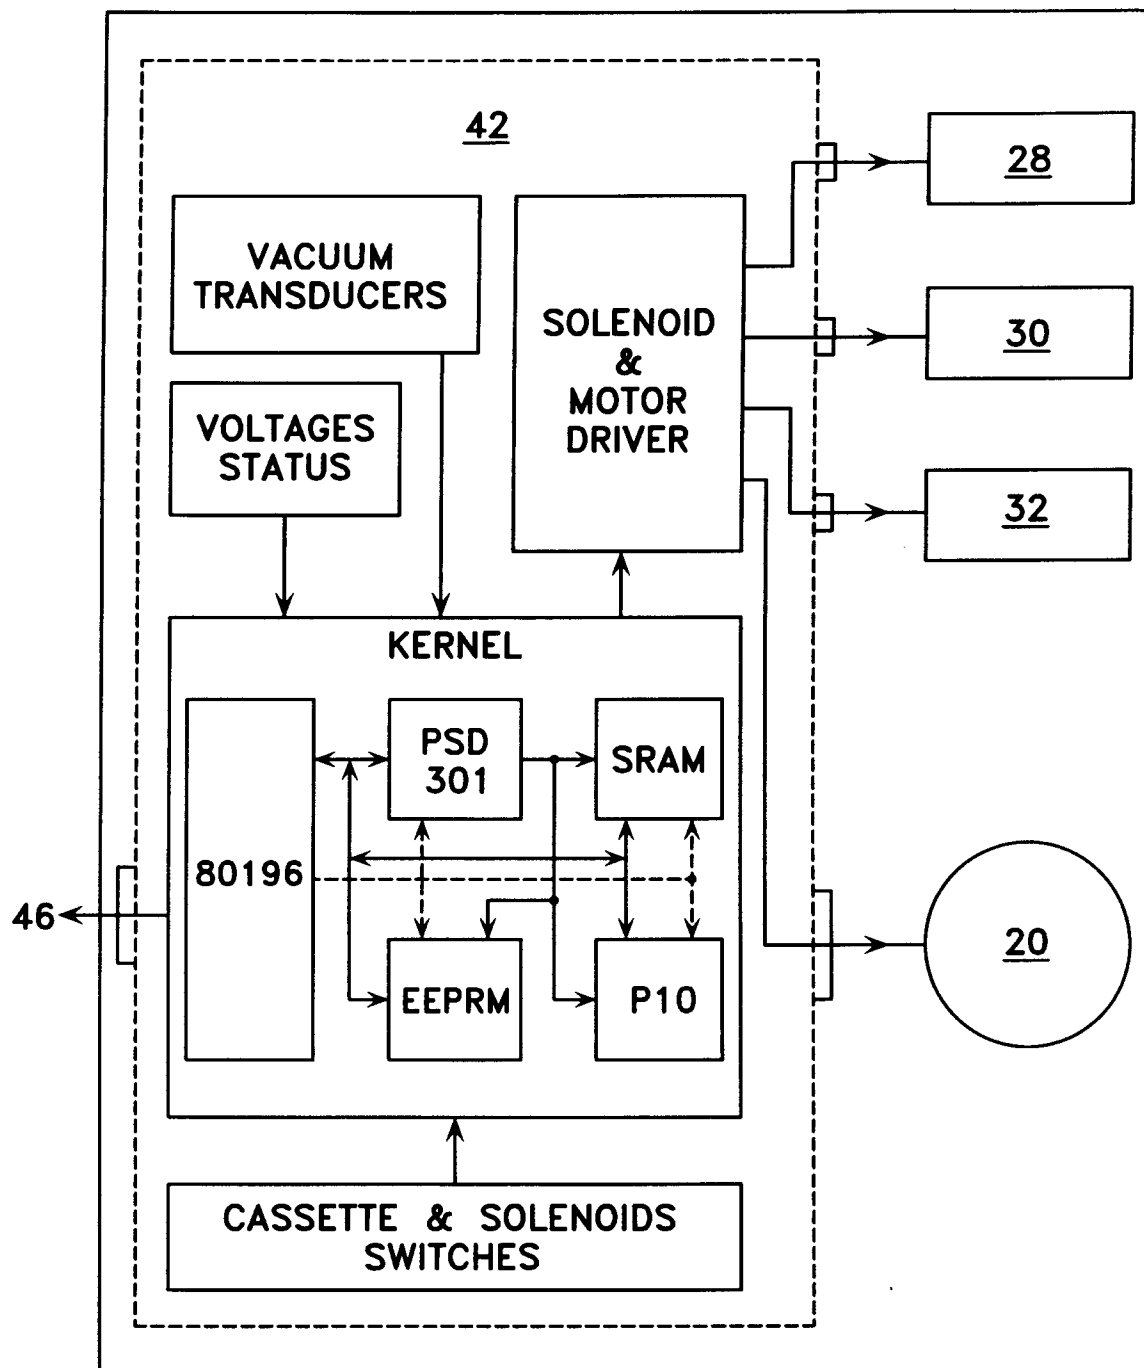 42
28
VACUUM
TRANSDUCERS
SOLENOID
&
MOTOR
DRIVER
30
VOLTAGES
STATUS
32
KERNEL
PSD
301
SRAM
80196
46
20
EEPRM
P10
CASSETTE & SOLENOIDS
SWITCHES